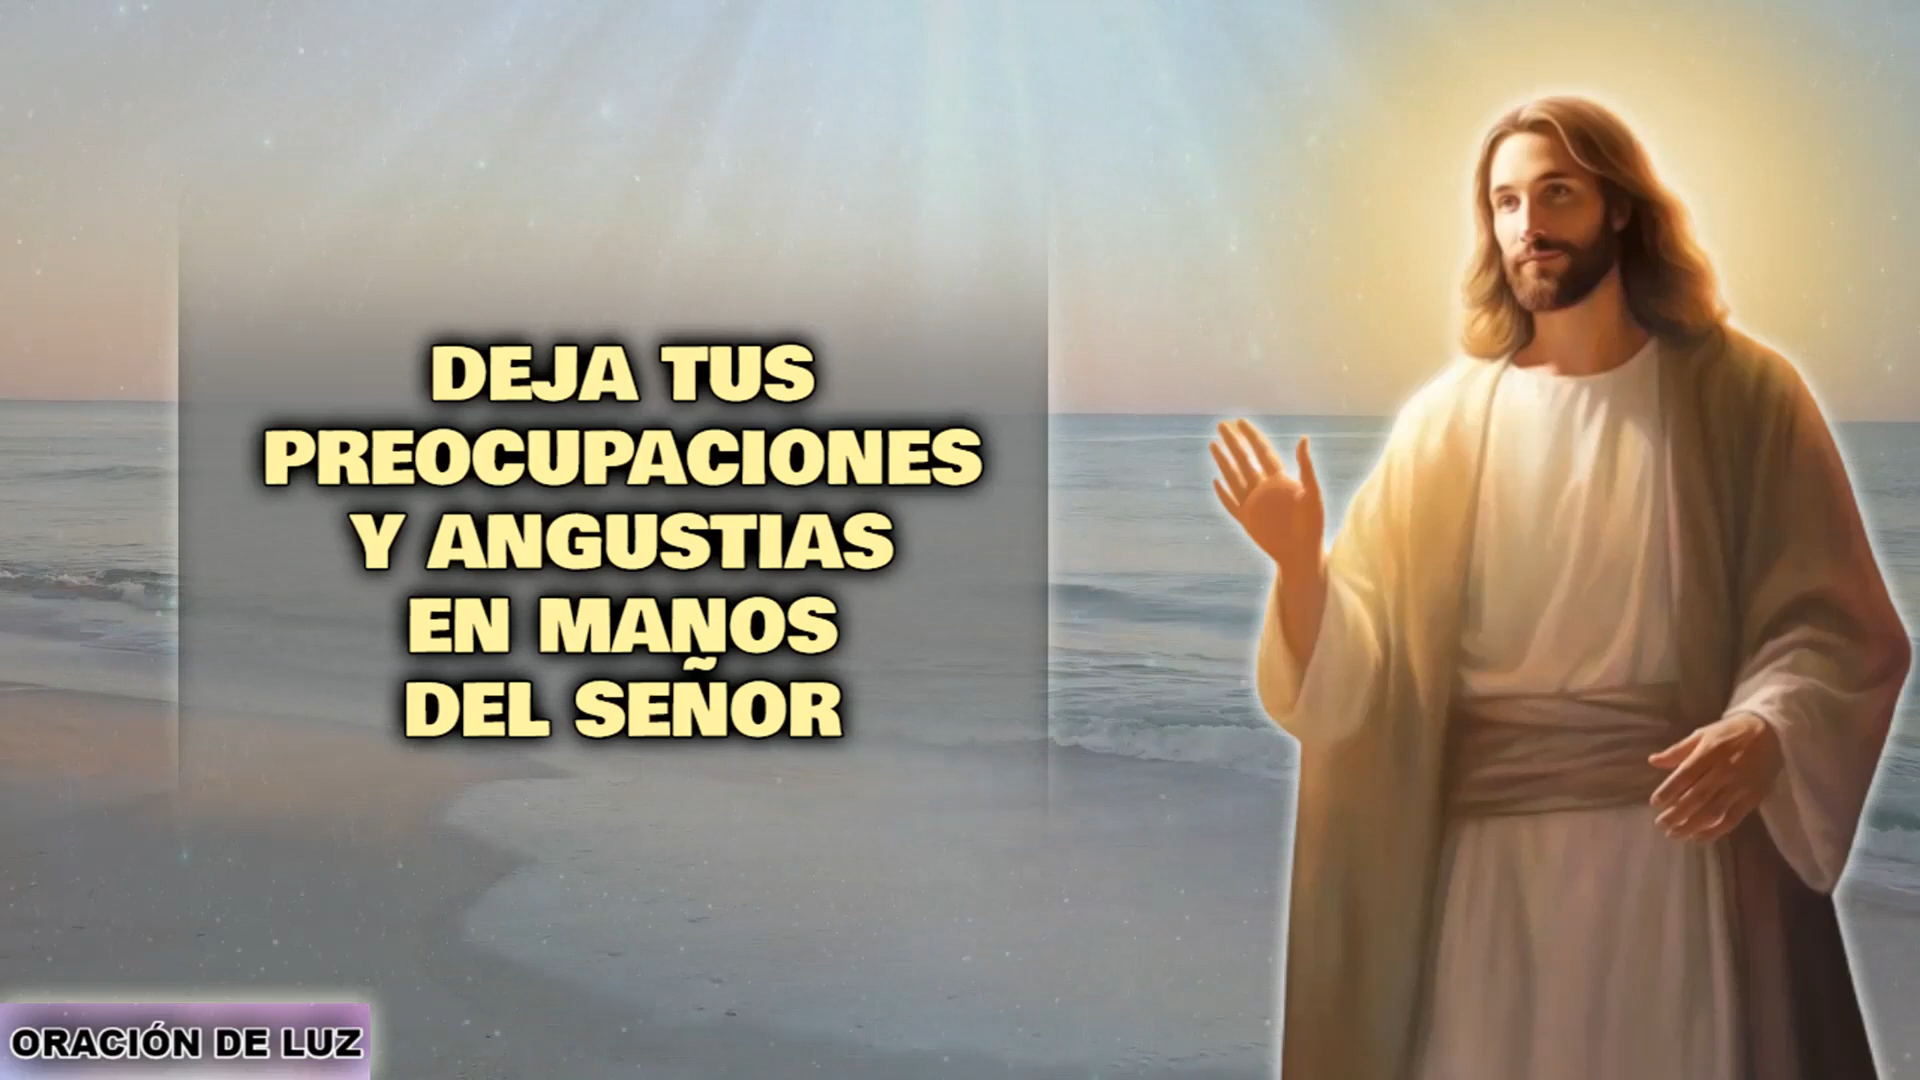 DEJA TUS
PREOCUPACIONES
Y ANGUSTIAS
EN MANOS
DEL SEÑOR
ORACIÓN DE LUZ